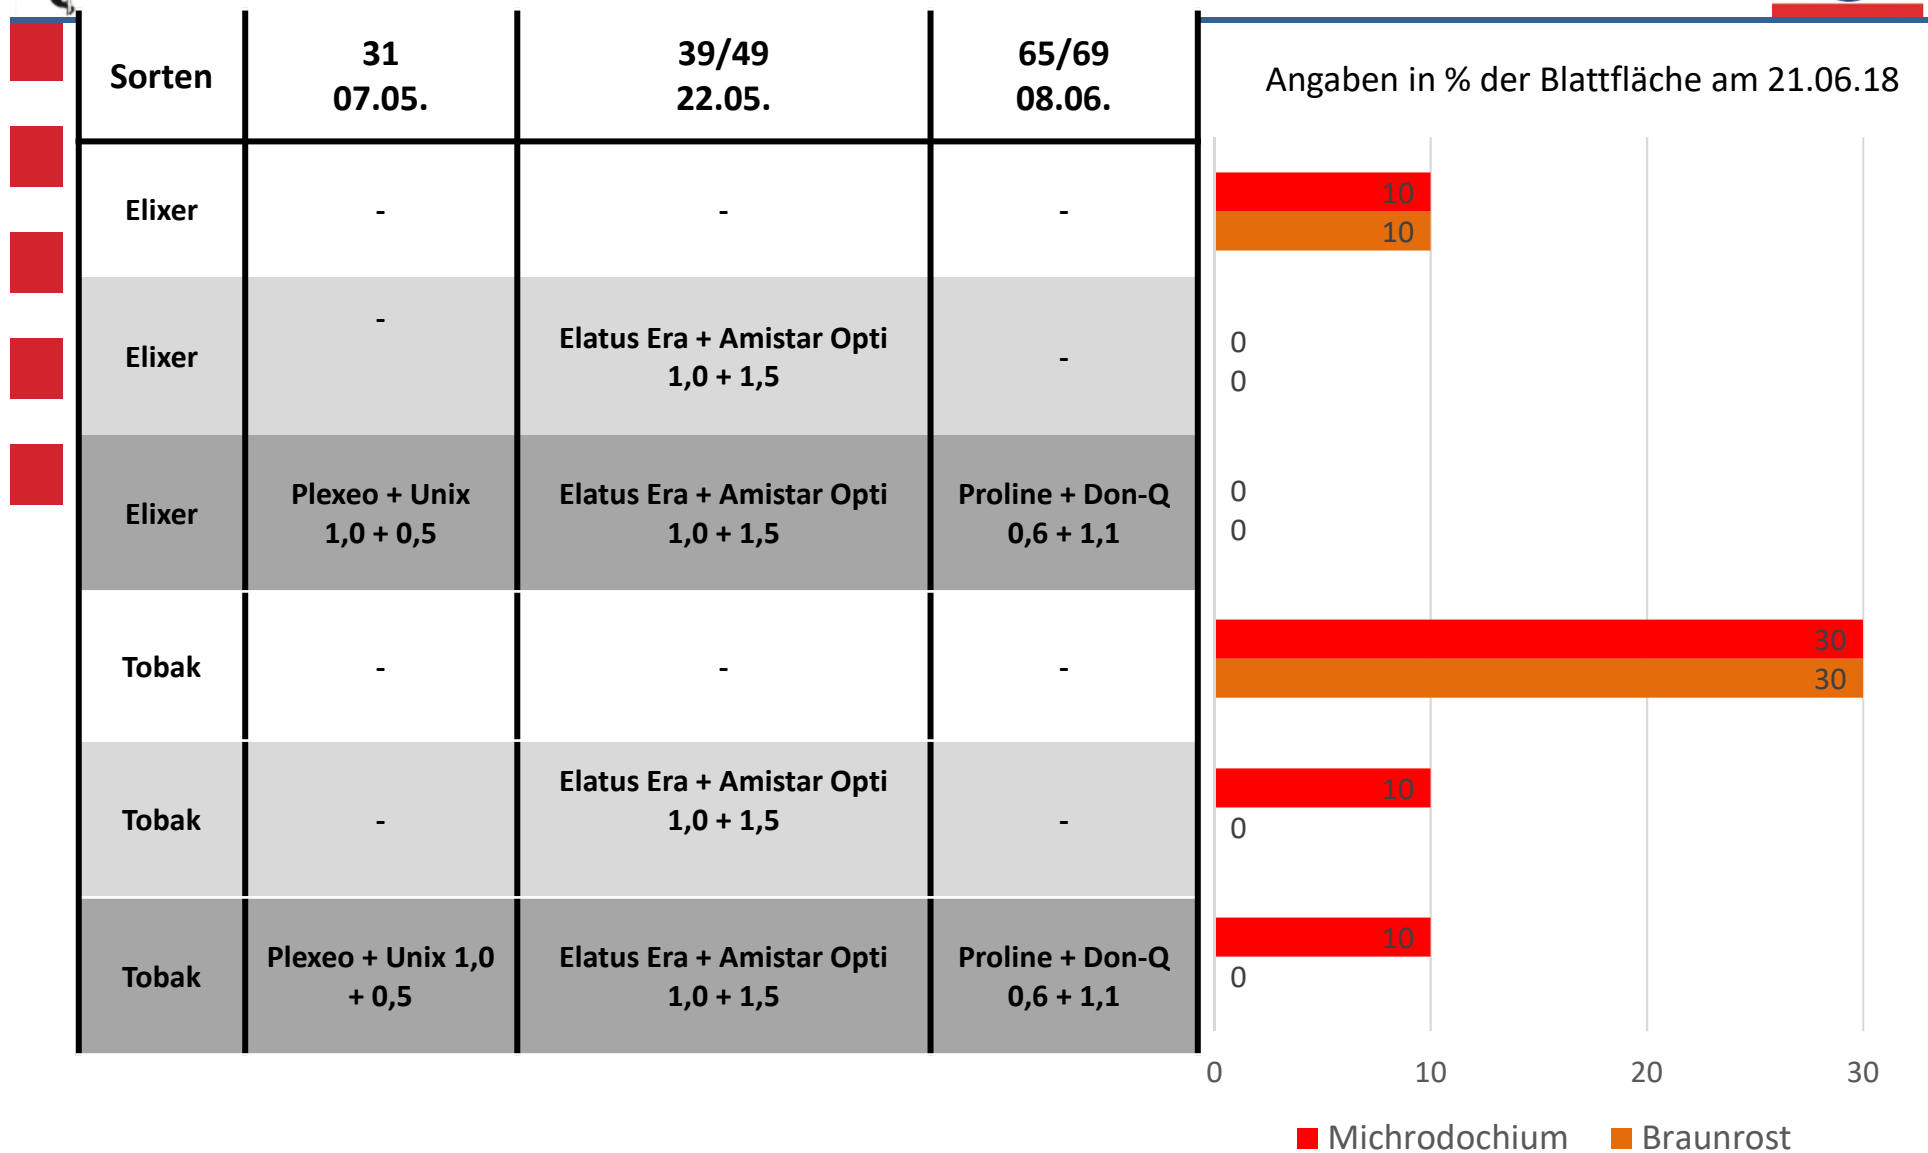 Sorten
31
07.05.
39/49
22.05.
65/69
08.06.
Angaben in % der Blattfläche am 21.06.18
Elixer
-
-
-
10
10
Elixer
-
Elatus Era + Amistar Opti
1,0 + 1,5
-
0
0
Elixer
Plexeo + Unix
1,0 + 0,5
Elatus Era + Amistar Opti
1,0 + 1,5
Proline + Don-Q
0,6 + 1,1
0
0
Tobak
-
-
-
30
30
Tobak
-
Elatus Era + Amistar Opti
1,0 + 1,5
-
10
0
Tobak
Plexeo + Unix 1,0
+ 0,5
Elatus Era + Amistar Opti
1,0 + 1,5
Proline + Don-Q
0,6 + 1,1
10
0
0 10 20 30
Michrodochium Braunrost